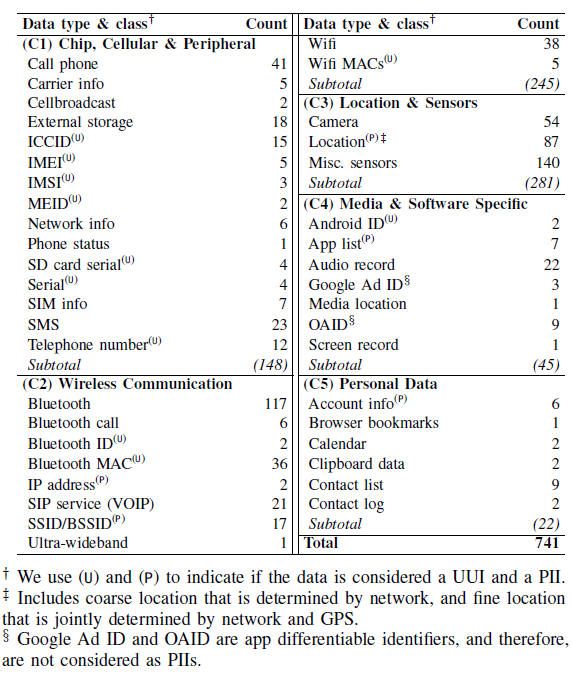 Data type & class† Count
(C1) Chip, Cellular & Peripheral
Call phone 41
Carrier info 5
Cellbroadcast 2
External storage 18
ICCID(U) 15
IMEI(U) 5
IMSI(U) 3
MEID(U) 2
Network info 6
Phone status 1
SD card serial(U) 4
Serial(U) 4
SIM info 7
SMS 23
Telephone number(U) 12
Subtotal (148)
(C2) Wireless Communication
Bluetooth 117
Bluetooth call 6
Bluetooth ID(U) 2
Bluetooth MAC(U) 36
IP address(P) 2
SIP service (VOIP) 21
SSID/BSSID(P) 17
Ultra-wideband 1
Data type & class† Count
Wifi 38
Wifi MACs(U) 5
Subtotal (245)
(C3) Location & Sensors
Camera 54
Location(P)‡ 87
Misc. sensors 140
Subtotal (281)
(C4) Media & Software Specific
Android ID(U) 2
App list(P) 7
Audio record 22
Google Ad ID§ 3
Media location 1
OAID§ 9
Screen record 1
Subtotal (45)
(C5) Personal Data
Account info(P) 6
Browser bookmarks 1
Calendar 2
Clipboard data 2
Contact list 9
Contact log 2
Subtotal (22)
Total 741
† We use (U) and (P) to indicate if the data is considered a UUI and a PII.
‡ Includes coarse location that is determined by network, and fine location
that is jointly determined by network and GPS.
§ Google Ad ID and OAID are app differentiable identifiers, and therefore,
are not considered as PIIs.